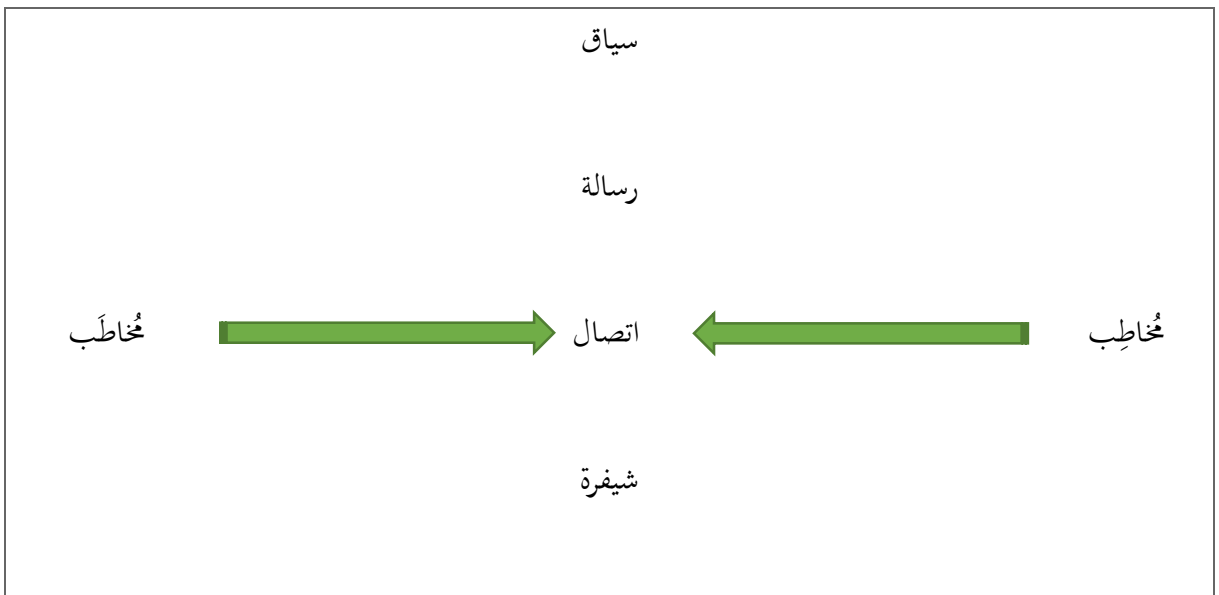 سياق
رسالة
مُخاطِب
اتصال
مُخاطَب
شيفرة